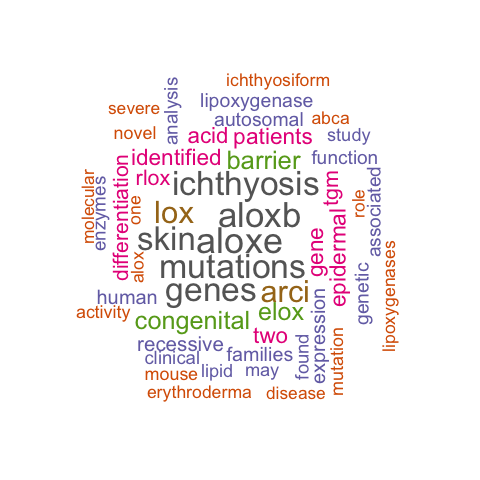 ichthyosiform
severe
analysis
lipoxygenase
autosomal
abca
novel
acid
patients
study
identified
barrier
function
molecular
enzymes
differentiation
rlox
ichthyosis
tgm
role
associated
lox
aloxb
one
skin
aloxe
gene
epidermal
alox
mutations
genetic
lipoxygenases
human
genes
arci
activity
congenital
elox
expression
two
recessive
clinical
families
found
mutation
mouse
lipid
may
erythroderma
disease